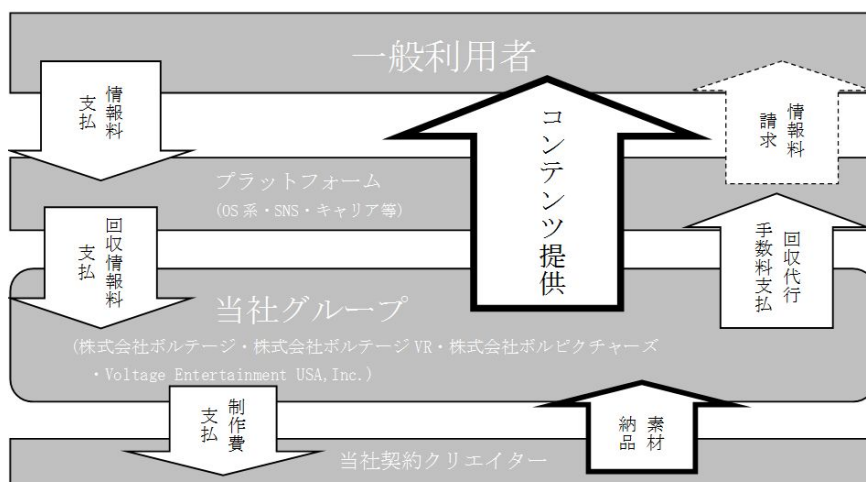 一般利用者
情報料
支払
コンテンツ提供
情報料
請求
プラットフォーム
(OS系・SNS・キャリア等)
回収情報料
支払
回収代行
手数料支払
当社グループ
(株式会社ボルテージ・株式会社ボルテージVR・株式会社ボルピクチャーズ
・Voltage Entertainment USA,Inc.)
制作費
支払
素材
納品
当社契約クリエイター